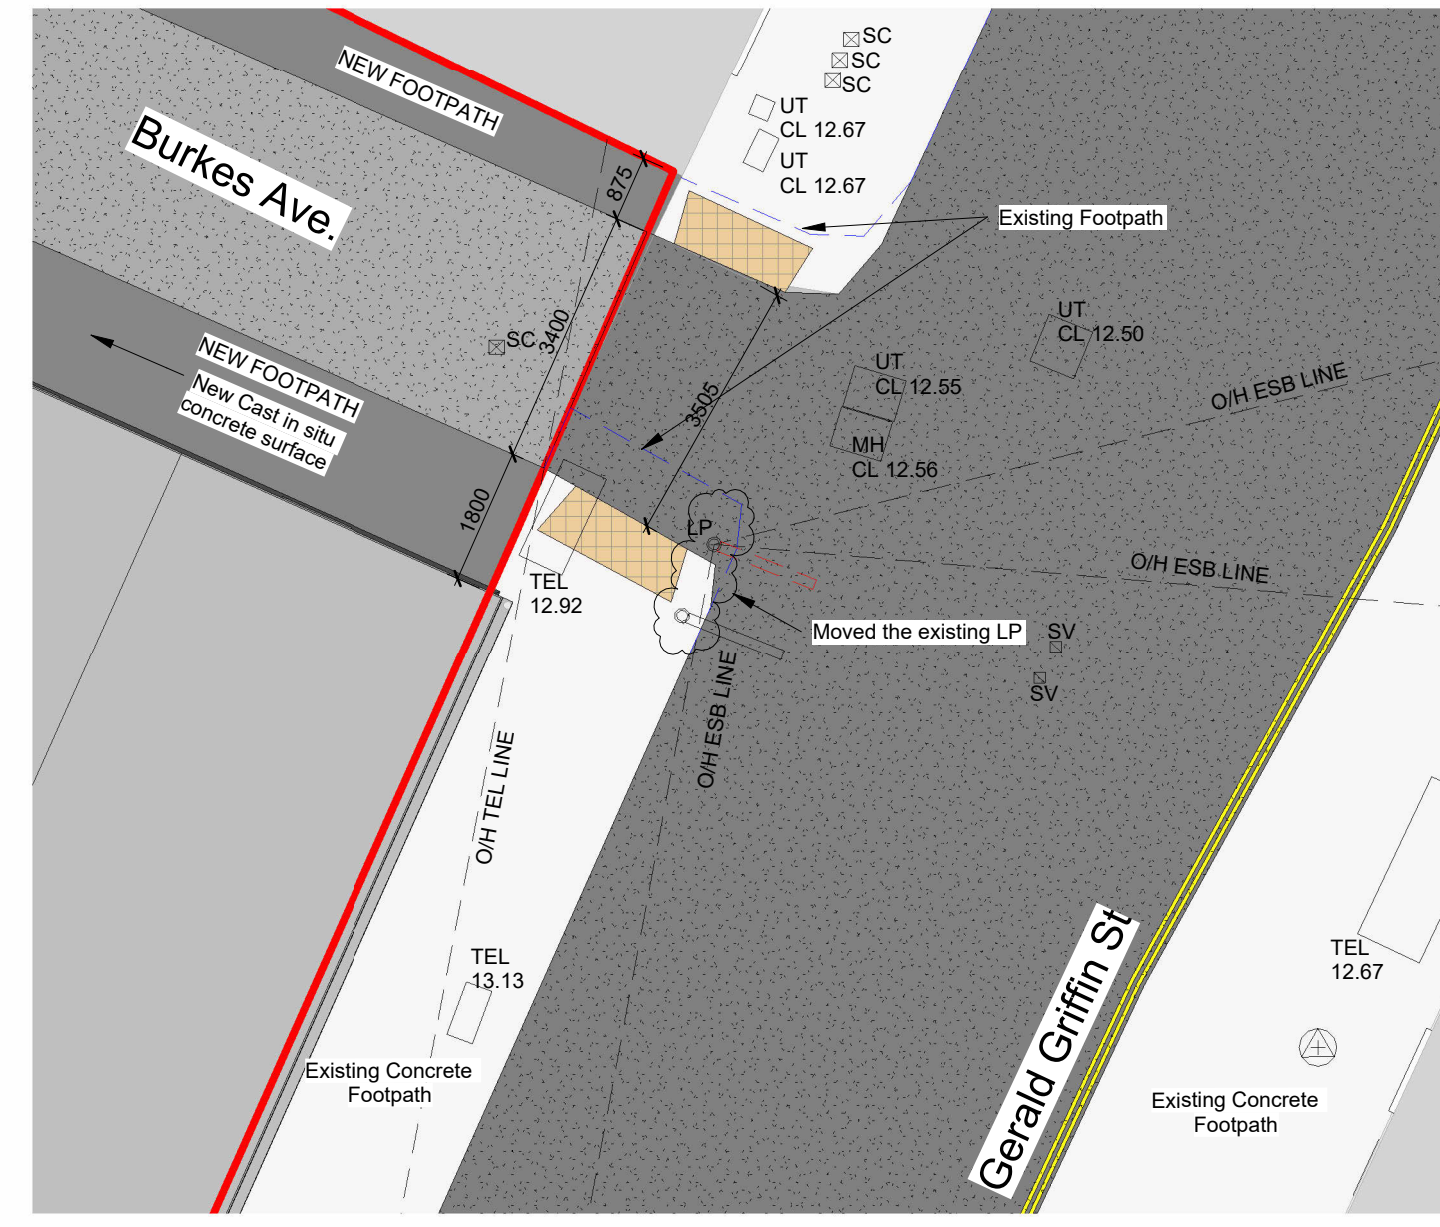 SC
SC
SC
NEW FOOTPATH
UT
CL 12.67
Burkes Ave.
UT
CL 12.67
875
Existing Footpath
UT
CL 12.50
SC
3400
NEW FOOTPATH
New Cast in situ
concrete surface
UT
CL 12.55
O/H ESB LINE
3505
MH
CL 12.56
1800
LP
TEL
12.92
O/H ESB LINE
Moved the existing LP
SV
SV
O/H ESB LINE
O/H TEL LINE
TEL
13.13
TEL
12.67
Gerald Griffin St
Existing Concrete
Footpath
Existing Concrete
Footpath